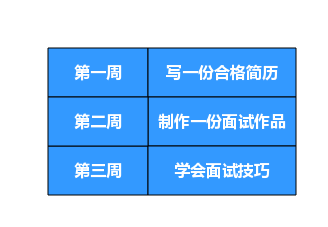 第一周 写一份合格简历
第二周 制作一份面试作品
第三周 学会面试技巧